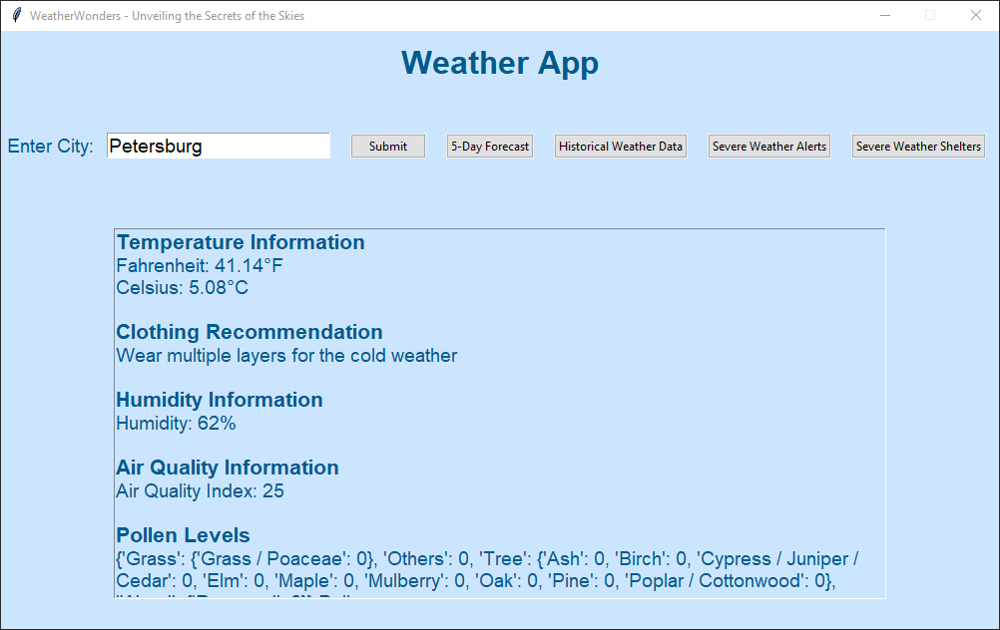 WeatherWonders - Unveiling the Secrets of the Skies
Weather App
Enter City: Petersburg Submit 5-Day Forecast Historical Weather Data Severe Weather Alerts Severe Weather Shelters
Temperature Information
Fahrenheit: 41.14°F
Celsius: 5.08°C
Clothing Recommendation
Wear multiple layers for the cold weather
Humidity Information
Humidity: 62%
Air Quality Information
Air Quality Index: 25
Pollen Levels
{'Grass': {'Grass / Poaceae': 0}, 'Others': 0, 'Tree': {'Ash': 0, 'Birch': 0, 'Cypress / Juniper /
Cedar': 0, 'Elm': 0, 'Maple': 0, 'Mulberry': 0, 'Oak': 0, 'Pine': 0, 'Poplar / Cottonwood': 0},